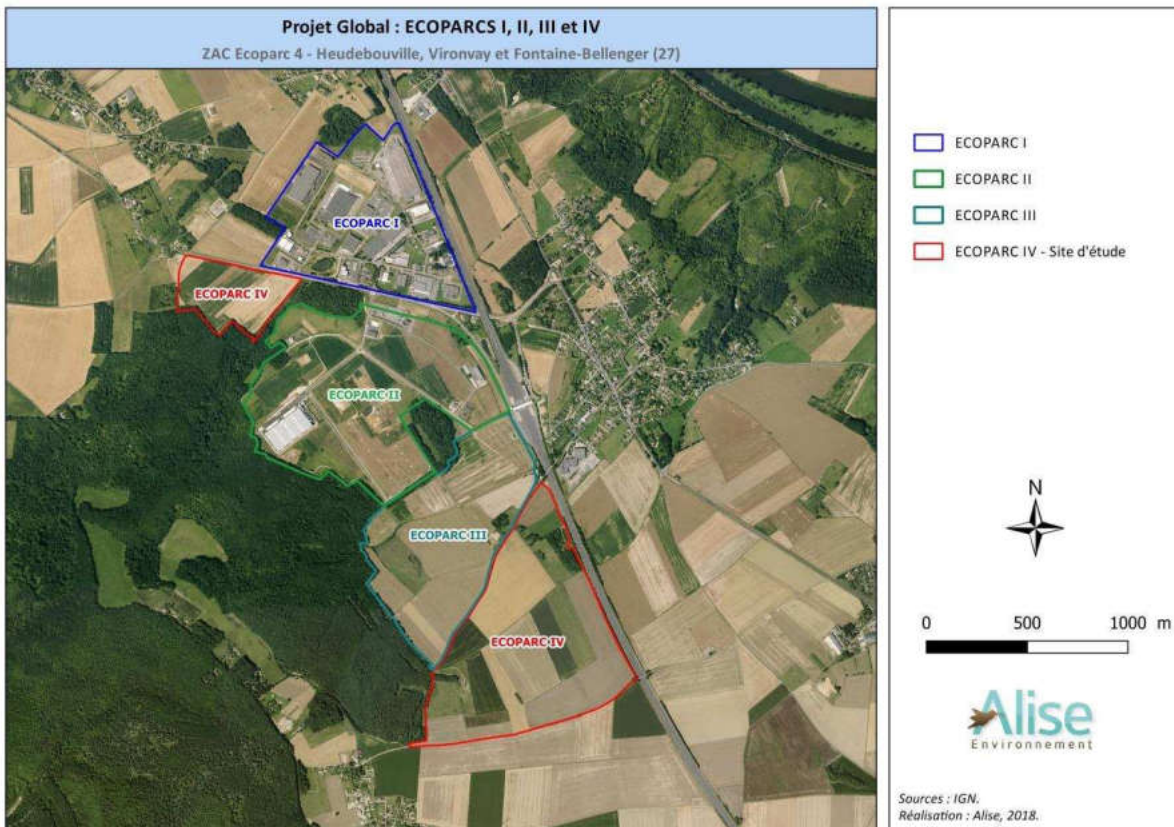 Projet Global : ECOPARCS I, II, III et IV
ZAC Ecoparc 4 - Heudebouville, Vironvay et Fontaine-Bellenger (27)
ECOPARC I
ECOPARC IV
ECOPARC II
ECOPARC III
ECOPARC IV
ECOPARC I
ECOPARC II
ECOPARC III
ECOPARC IV - Site d'étude
N
0 500 1000 m
Alise
Environnement
Sources : IGN.
Réalisation : Alise, 2018.